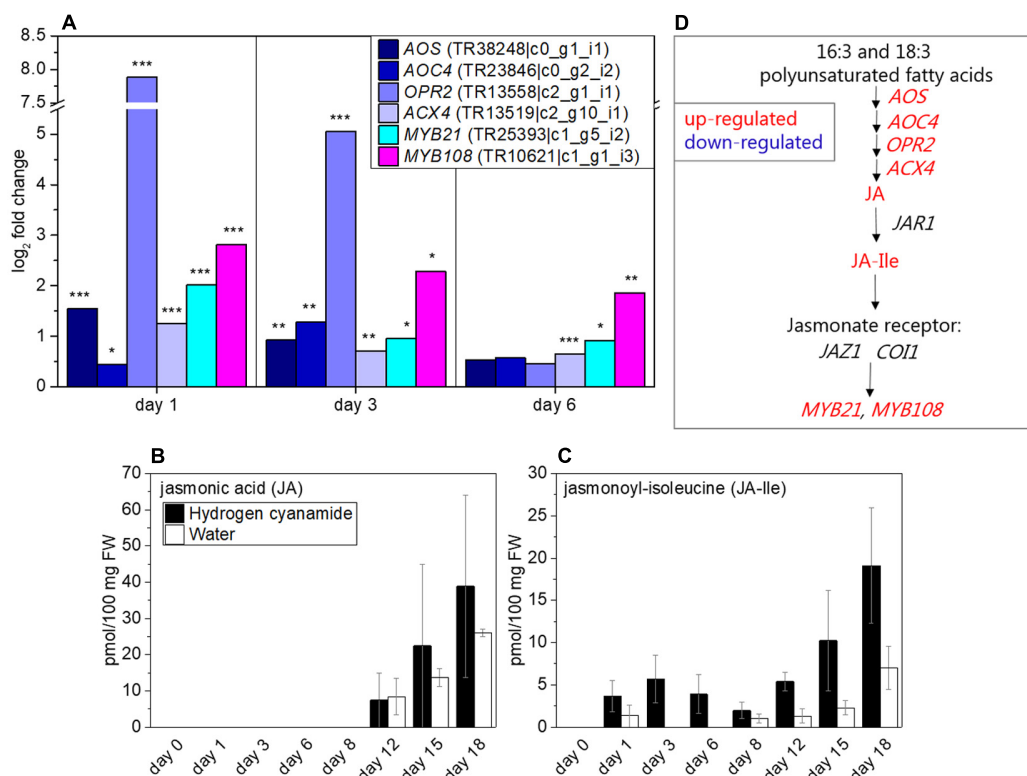 A
log2 fold change
8.5
8.0
7.5
5
4
3
2
1
0
AOS (TR38248|c0_g1_i1)
AOC4 (TR23846|c0_g2_i2)
OPR2 (TR13558|c2_g1_i1)
ACX4 (TR13519|c2_g10_i1)
MYB21 (TR25393|c1_g5_i2)
MYB108 (TR10621|c1_g1_i3)
*** * *** *** *** ***
** ** *** ** * *
*** * **
day 1 day 3 day 6
D
16:3 and 18:3
polyunsaturated fatty acids
up-regulated
down-regulated
AOS
AOC4
OPR2
ACX4
JA
JAR1
JA-Ile
Jasmonate receptor:
JAZ1 COI1
MYB21, MYB108
B
jasmonic acid (JA)
Hydrogen cyanamide
Water
pmol/100 mg FW
70
60
50
40
30
20
10
0
day 0 day 1 day 3 day 6 day 8 day 12 day 15 day 18
C
jasmonoyl-isoleucine (JA-Ile)
pmol/100 mg FW
30
25
20
15
10
5
0
day 0 day 1 day 3 day 6 day 8 day 12 day 15 day 18